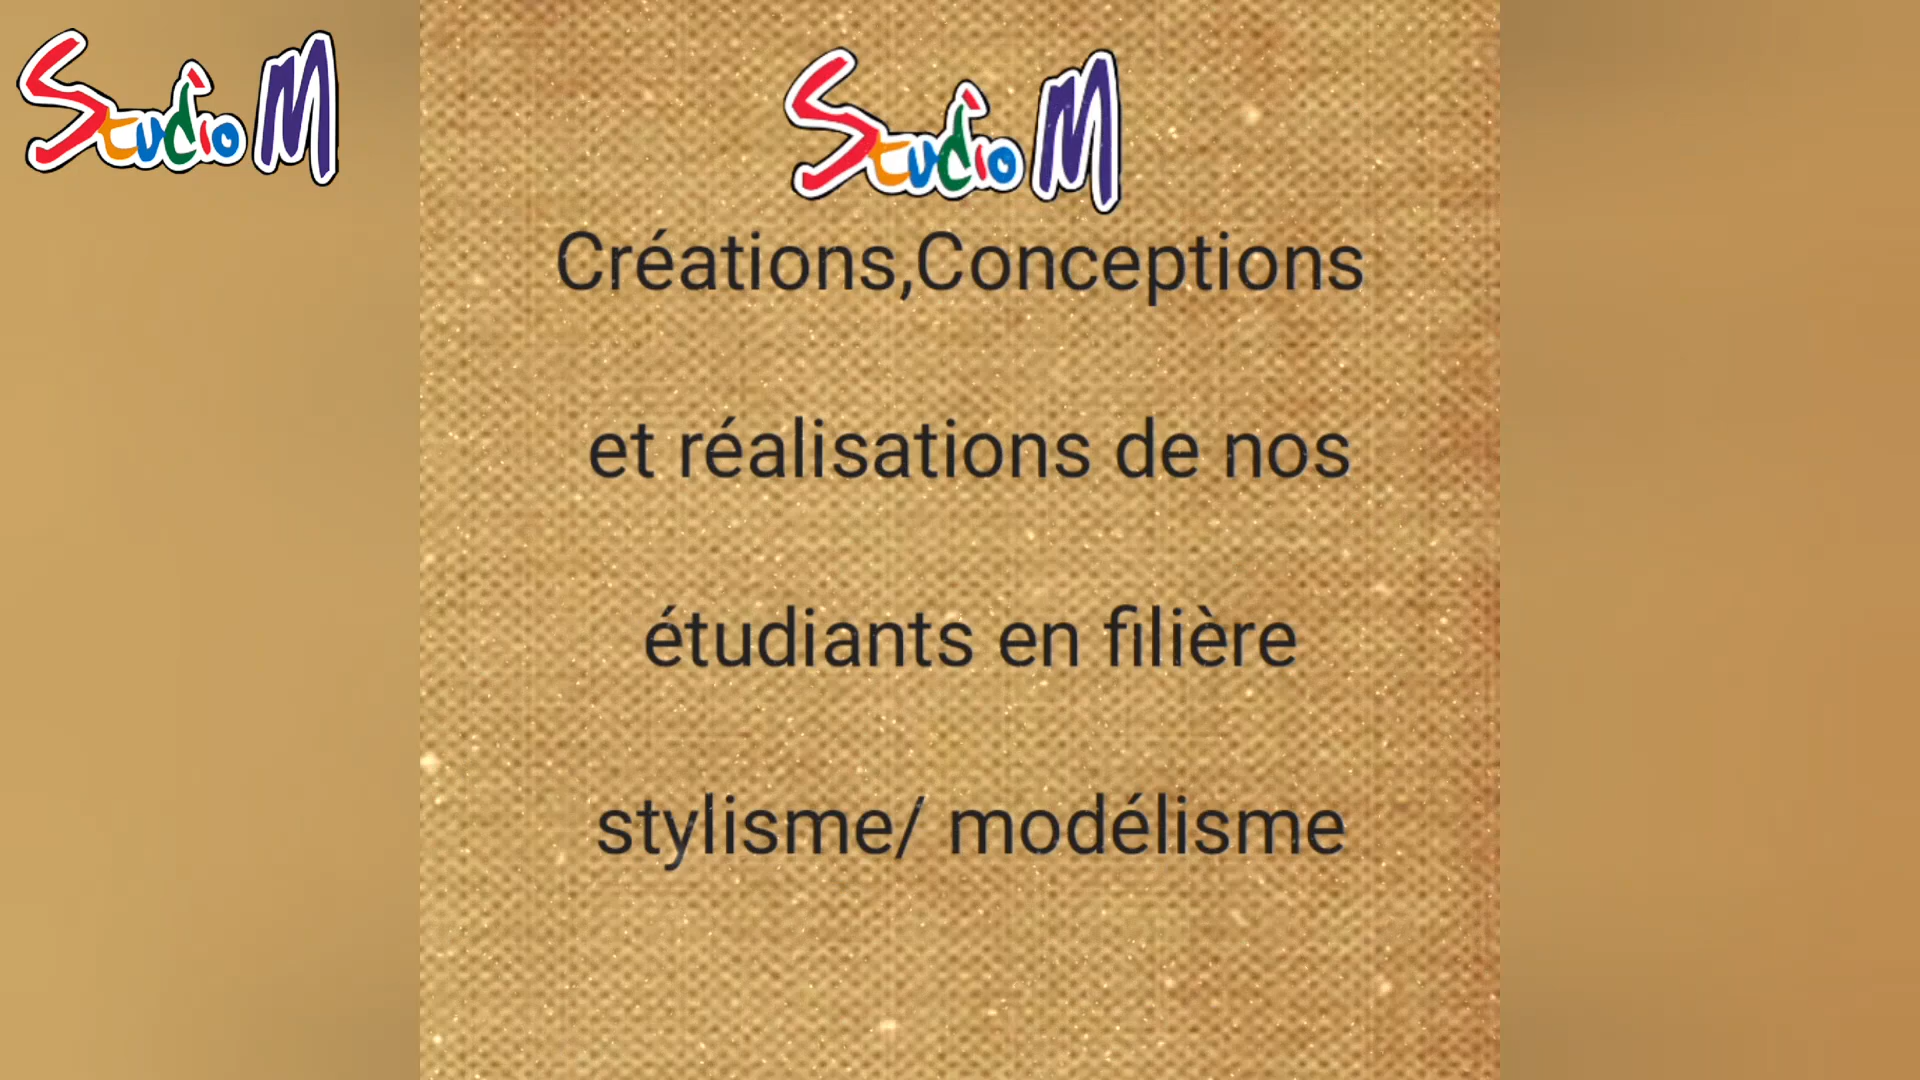 Studio M
Studio M
Créations,Conceptions
et réalisations de nos
étudiants en filière
stylisme/ modélisme